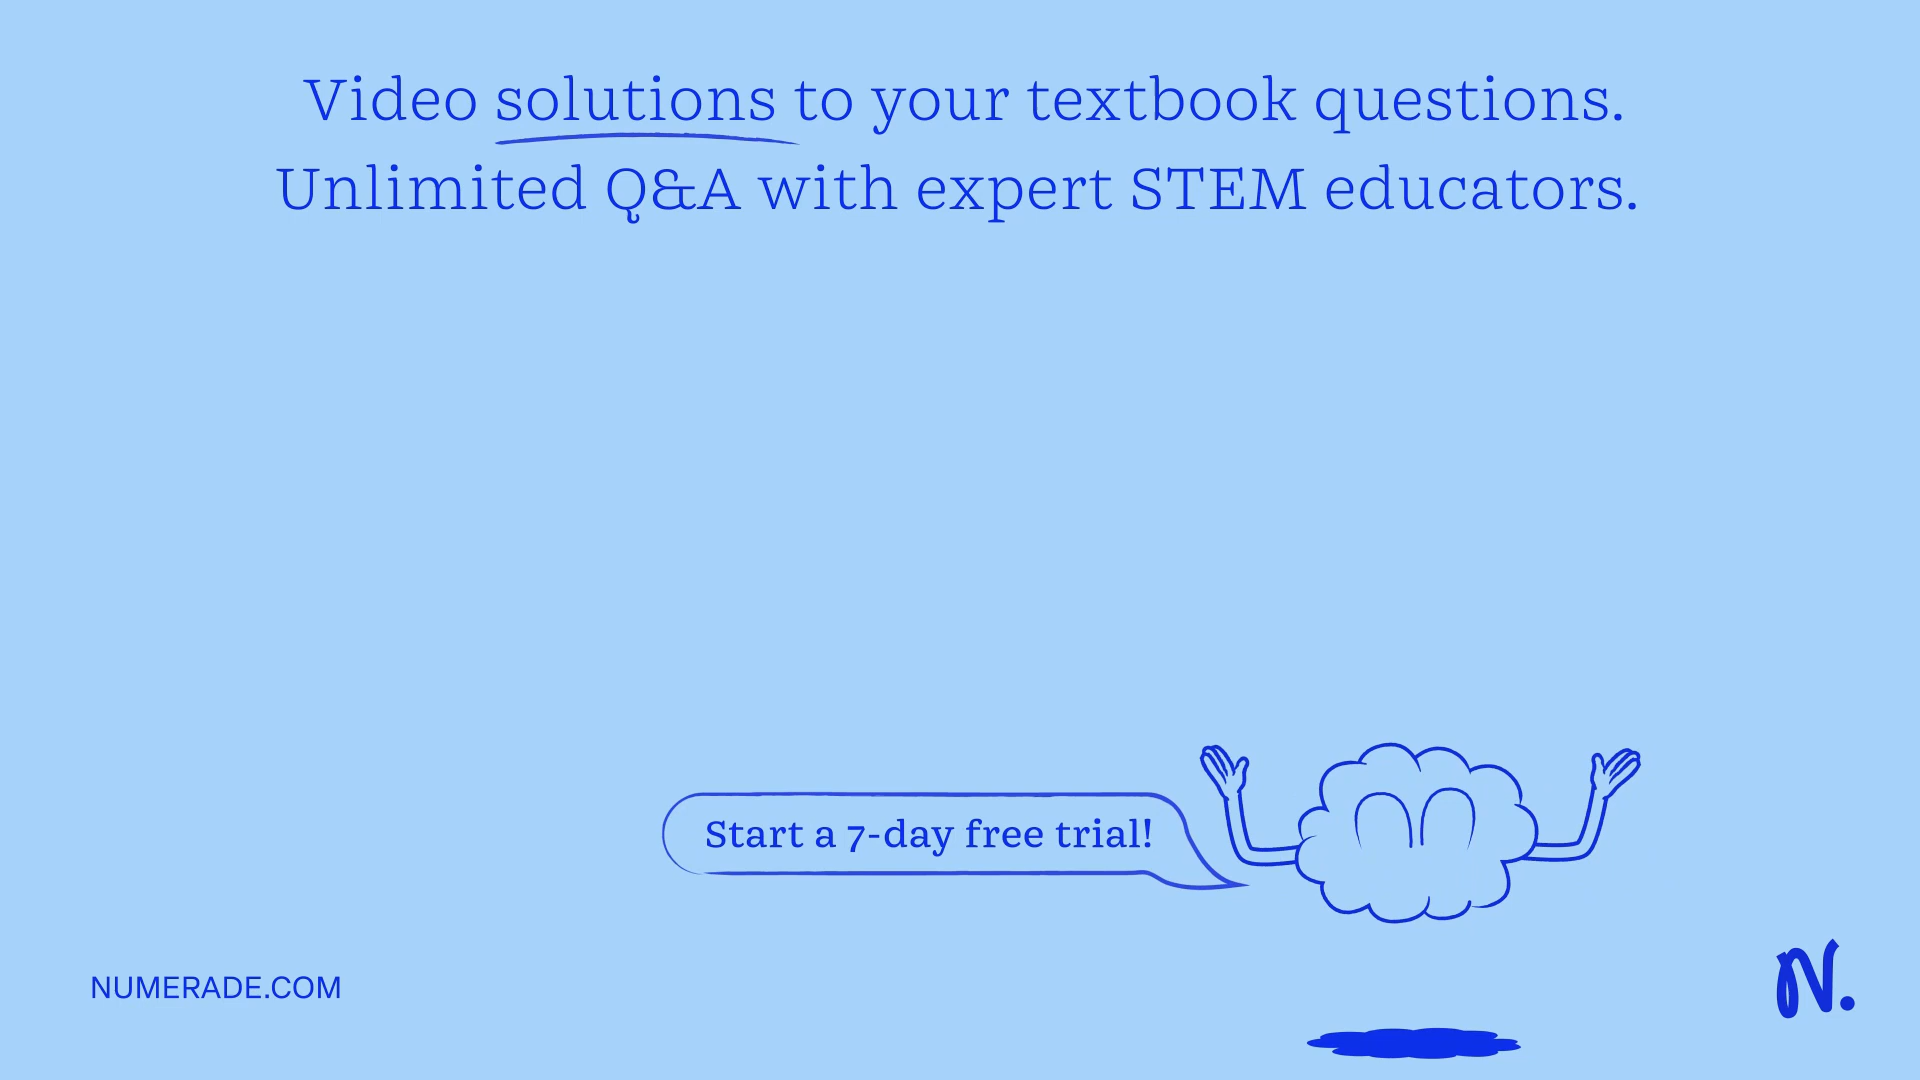 Video solutions to your textbook questions.
Unlimited Q&A with expert STEM educators.
Start a 7-day free trial!
NUMERADE.COM
N.